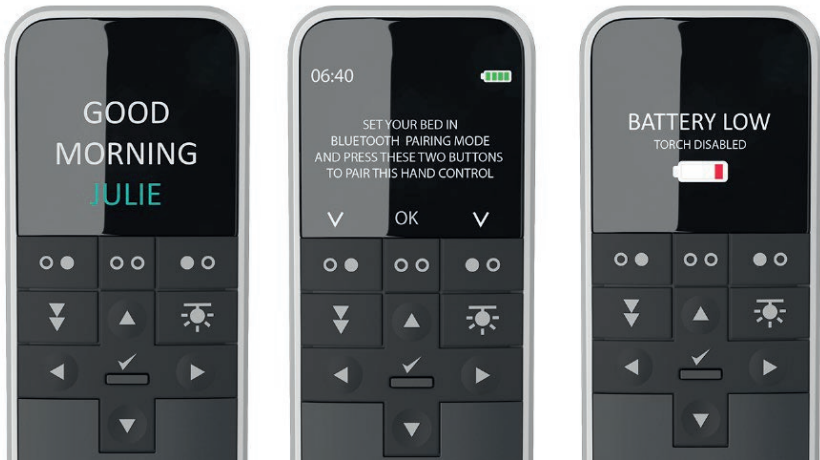 GOOD
MORNING
JULIE
06:40
SET YOUR BED IN
BLUETOOTH PAIRING MODE
AND PRESS THESE TWO BUTTONS
TO PAIR THIS HAND CONTROL
OK
BATTERY LOW
TORCH DISABLED